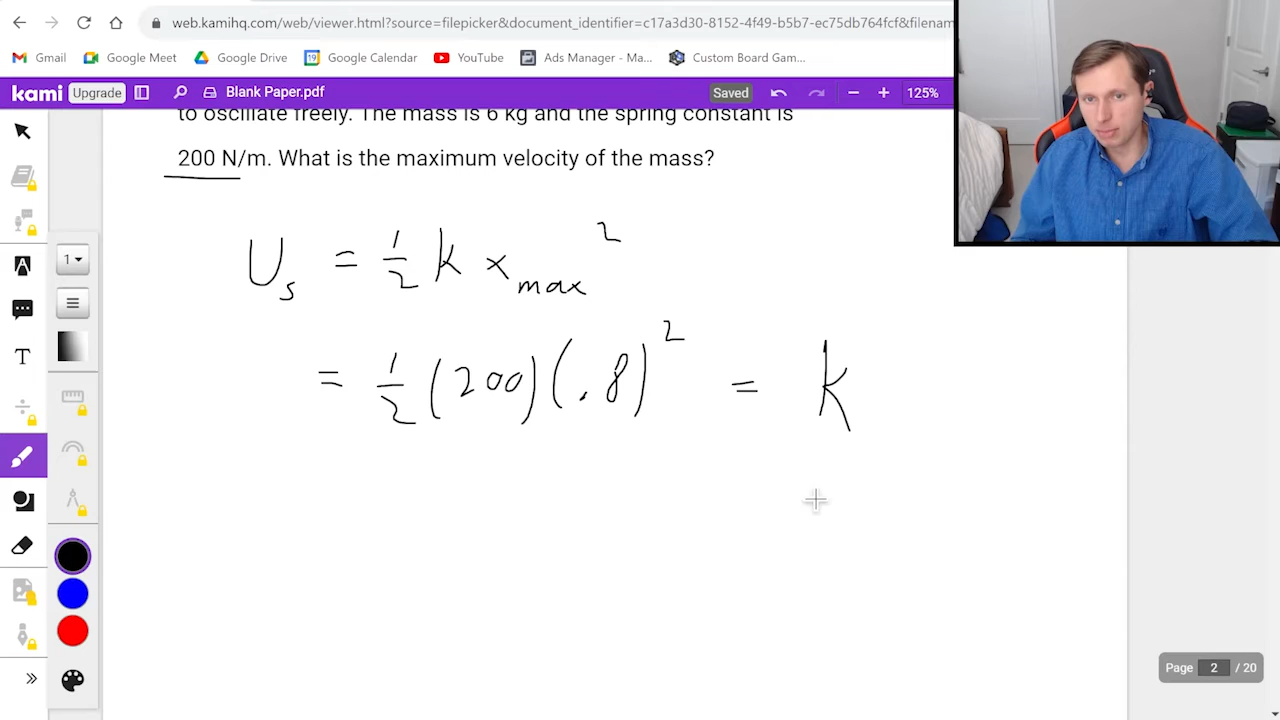 web.kamihq.com/web/viewer.html?source=filepicker&document_identifier=c17a3d30-8152-4f49-b5b7-ec75db764fcf&filenam
Gmail Google Meet Google Drive 19 Google Calendar YouTube Ads Manager - Ma... Custom Board Gam...
kami Upgrade Blank Paper.pdf Saved 125%
to oscillate freely. The mass is 6 kg and the spring constant is
200 N/m. What is the maximum velocity of the mass?
1
U_s = 1/2 k x_max^2
= 1/2 (200)(.8)^2 = k
T
Page 2 / 20